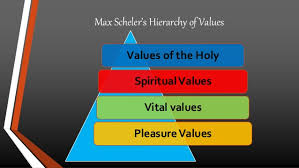 Max Scheler's Hierarchy of Values
Values of the Holy
Spiritual Values
Vital values
Pleasure Values